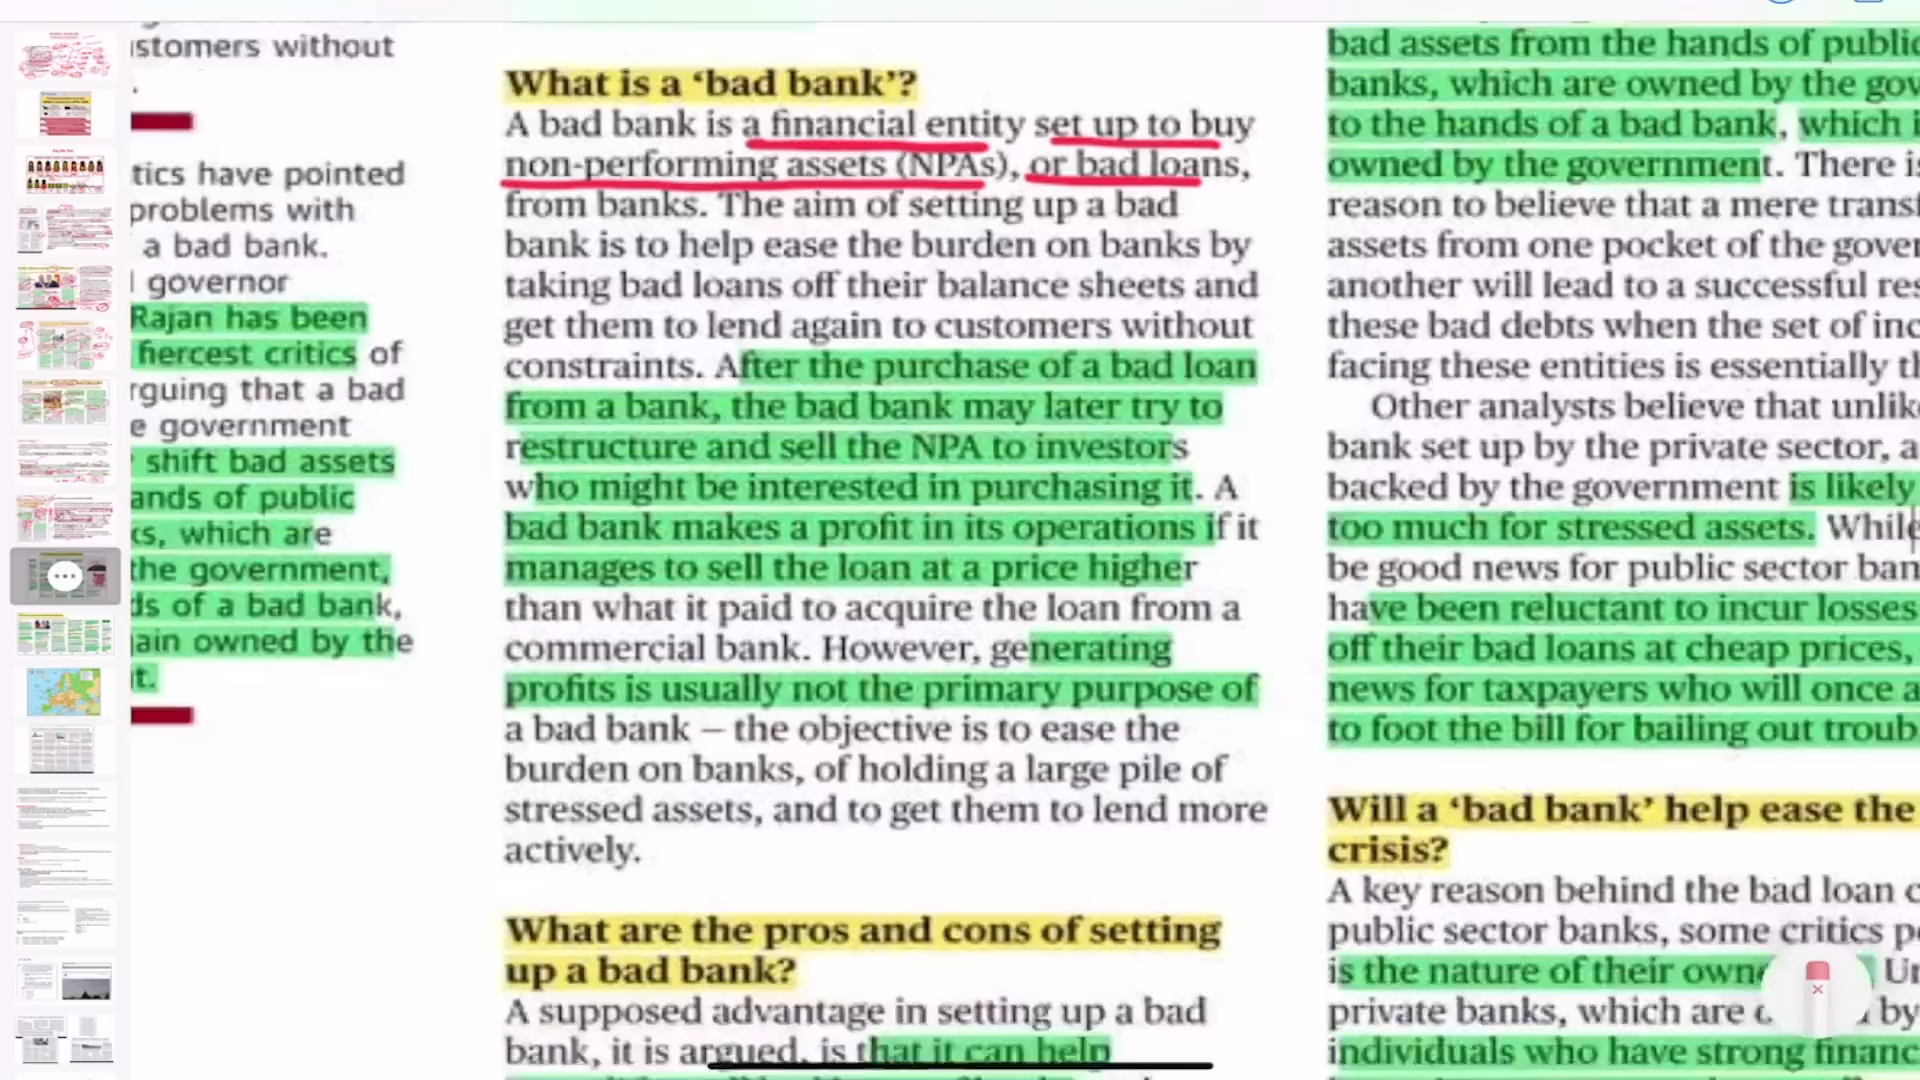 stomers without
.
tics have pointed
problems with
a bad bank.
governor
Rajan has been
fiercest critics of
rguing that a bad
e government
shift bad assets
ands of public
ks, which are
the government,
ds of a bad bank,
ain owned by the
t.
What is a ‘bad bank’?
A bad bank is a financial entity set up to buy
non-performing assets (NPAs), or bad loans,
from banks. The aim of setting up a bad
bank is to help ease the burden on banks by
taking bad loans off their balance sheets and
get them to lend again to customers without
constraints. After the purchase of a bad loan
from a bank, the bad bank may later try to
restructure and sell the NPA to investors
who might be interested in purchasing it. A
bad bank makes a profit in its operations if it
manages to sell the loan at a price higher
than what it paid to acquire the loan from a
commercial bank. However, generating
profits is usually not the primary purpose of
a bad bank — the objective is to ease the
burden on banks, of holding a large pile of
stressed assets, and to get them to lend more
actively.
What are the pros and cons of setting
up a bad bank?
A supposed advantage in setting up a bad
bank, it is argued, is that it can help
bad assets from the hands of public
banks, which are owned by the gov
to the hands of a bad bank, which i
owned by the government. There is
reason to believe that a mere transf
assets from one pocket of the gover
another will lead to a successful res
these bad debts when the set of inc
facing these entities is essentially th
Other analysts believe that unlike
bank set up by the private sector, a
backed by the government is likely
too much for stressed assets. While
be good news for public sector ban
have been reluctant to incur losses
off their bad loans at cheap prices,
news for taxpayers who will once a
to foot the bill for bailing out troub
Will a ‘bad bank’ help ease the
crisis?
A key reason behind the bad loan c
public sector banks, some critics p
is the nature of their owne Un
private banks, which are by
individuals who have strong financ